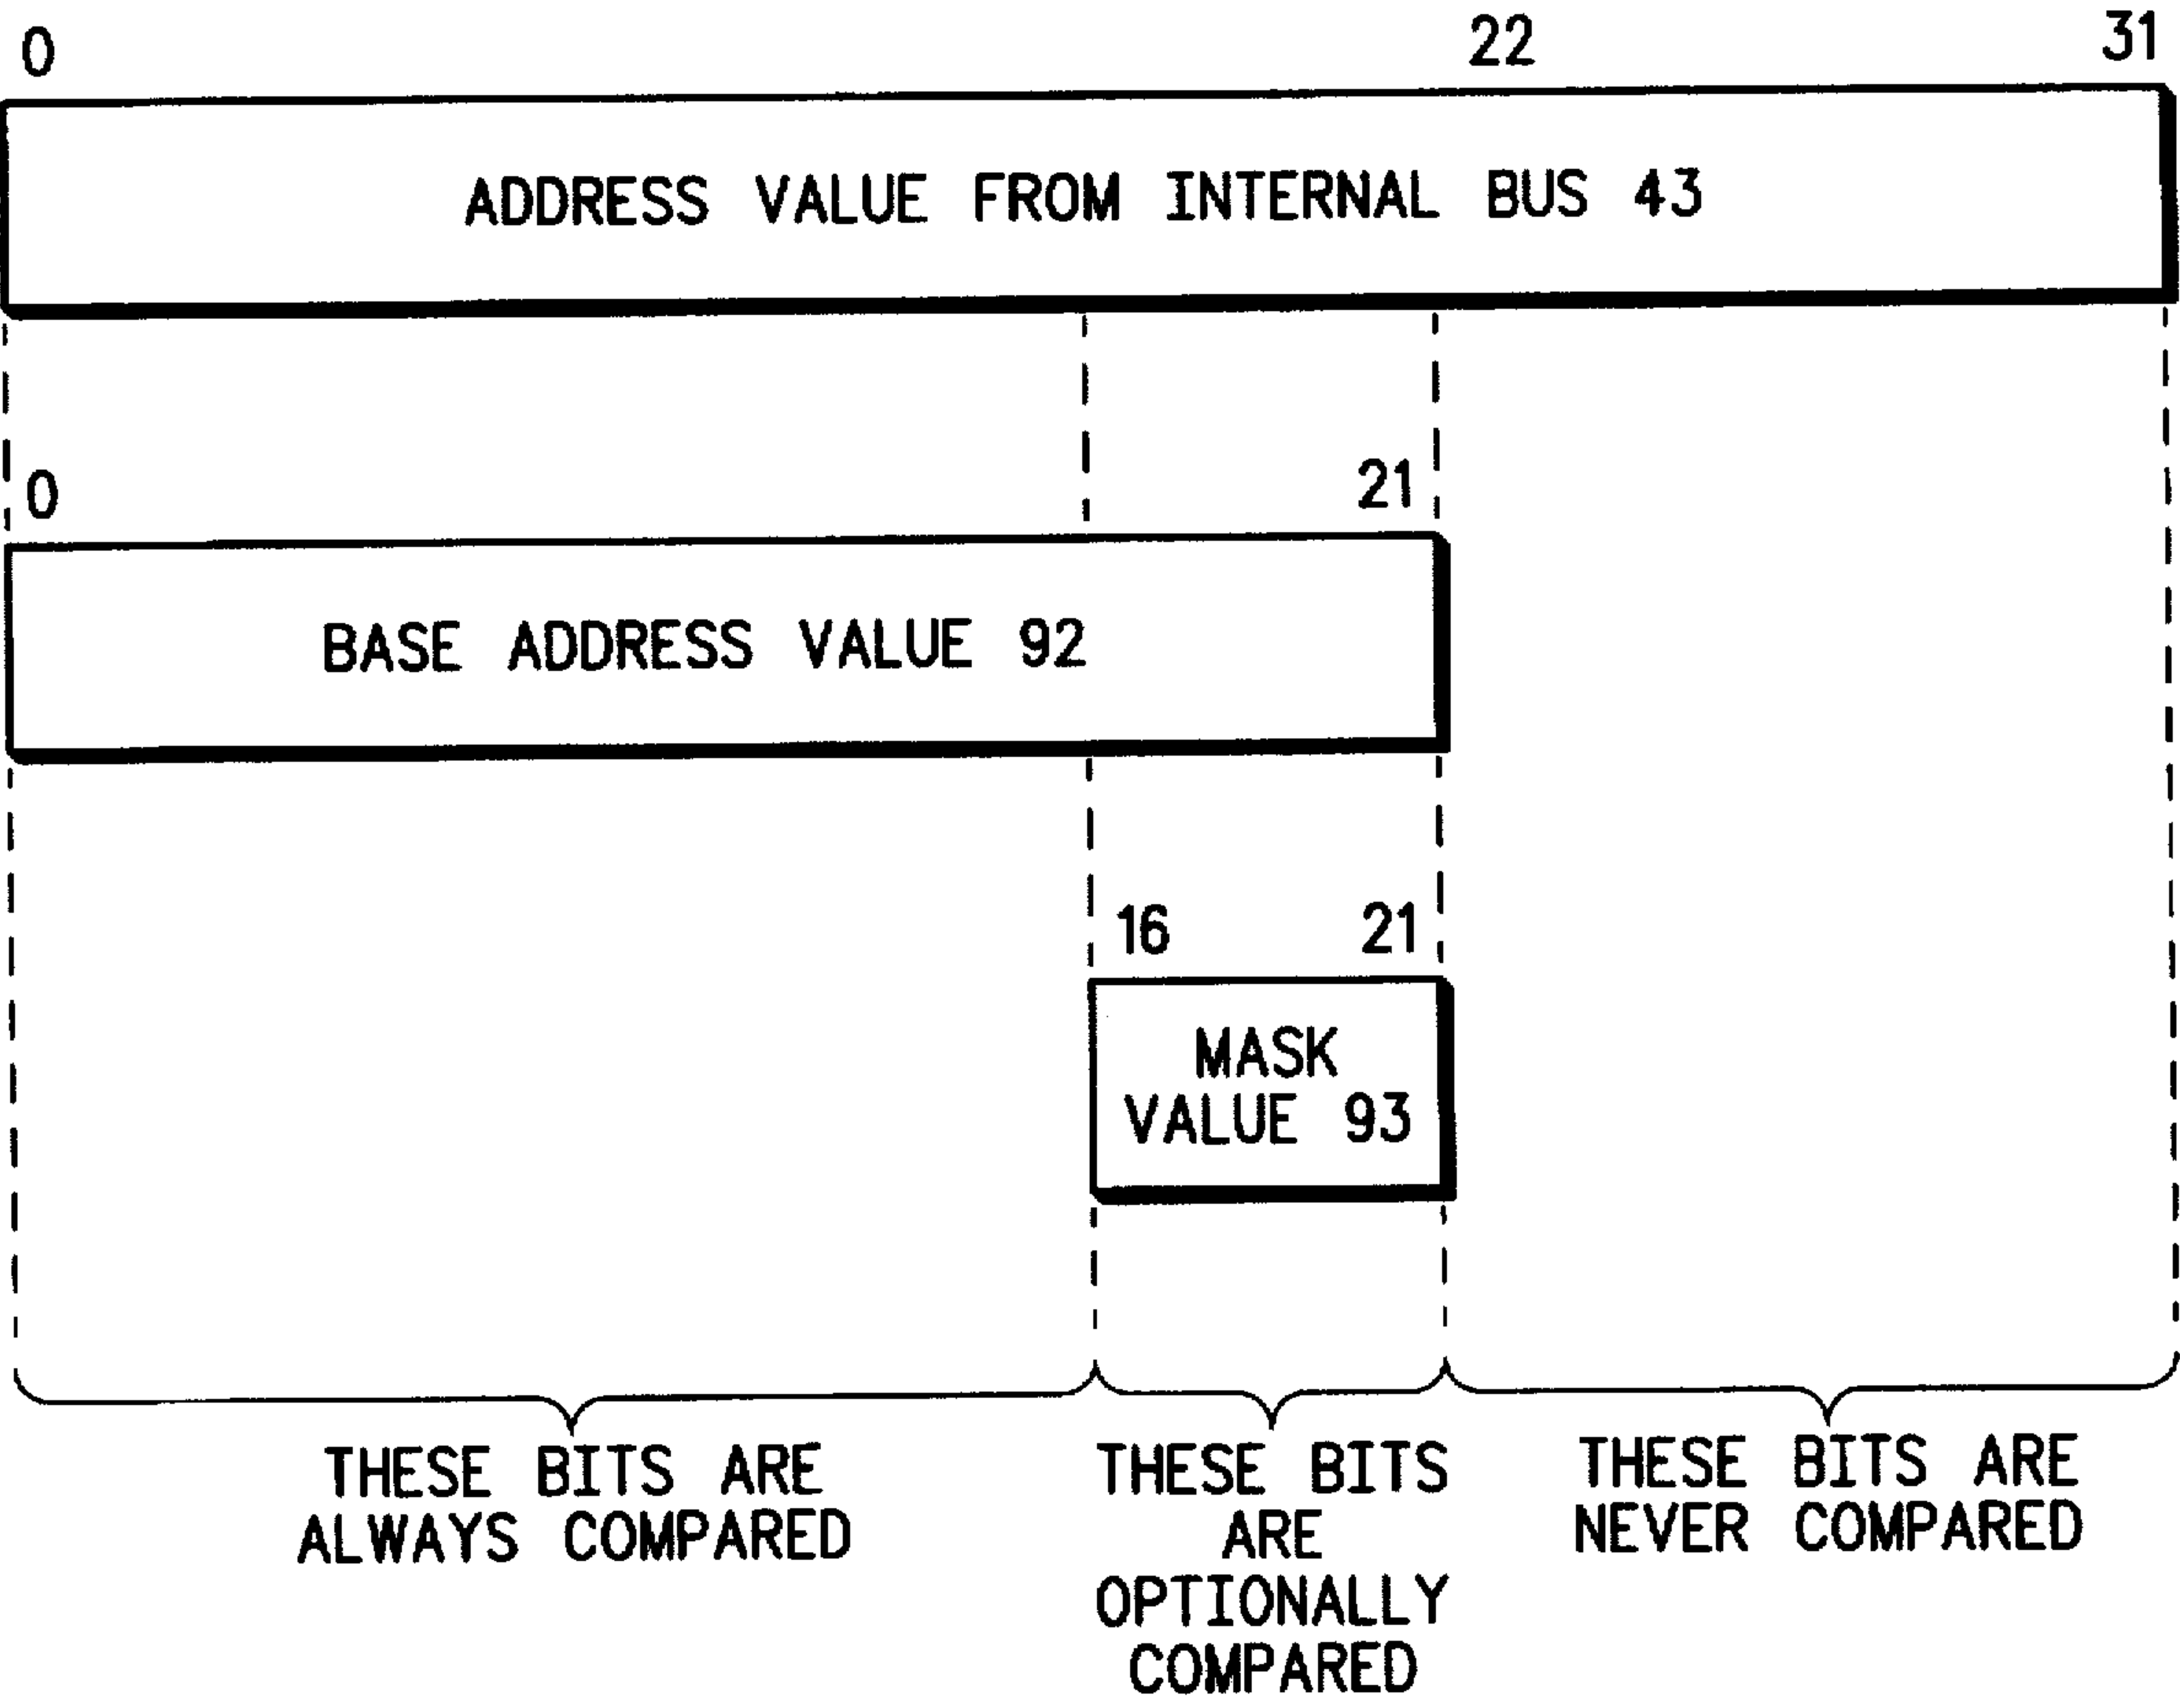 0 22 31
ADDRESS VALUE FROM INTERNAL BUS 43
0 21
BASE ADDRESS VALUE 92
16 21
MASK
VALUE 93
THESE BITS ARE
ALWAYS COMPARED
THESE BITS
ARE
OPTIONALLY
COMPARED
THESE BITS ARE
NEVER COMPARED